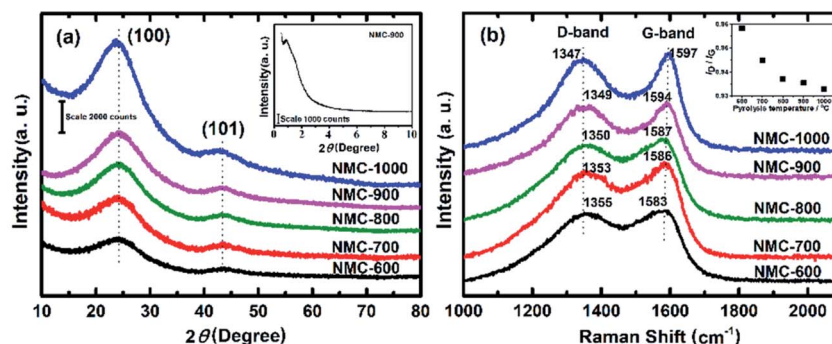 (a)
(100)
(101)
Scale 2000 counts
NMC-1000
NMC-900
NMC-800
NMC-700
NMC-600
Intensity(a. u.)
10 20 30 40 50 60 70 80
2θ(Degree)
NMC-900
Intensity(a. u.)
Scale 1000 counts
0 2 4 6 8 10
2θ(Degree)
(b)
D-band G-band
1347 1597
1349 1594
1350 1587
1353 1586
1355 1583
NMC-1000
NMC-900
NMC-800
NMC-700
NMC-600
Intensity (a. u.)
1000 1200 1400 1600 1800 2000
Raman Shift (cm⁻¹)
I_D / I_G
0.96
0.94
0.93
600 700 800 900 1000
Pyrolysis temperature / °C